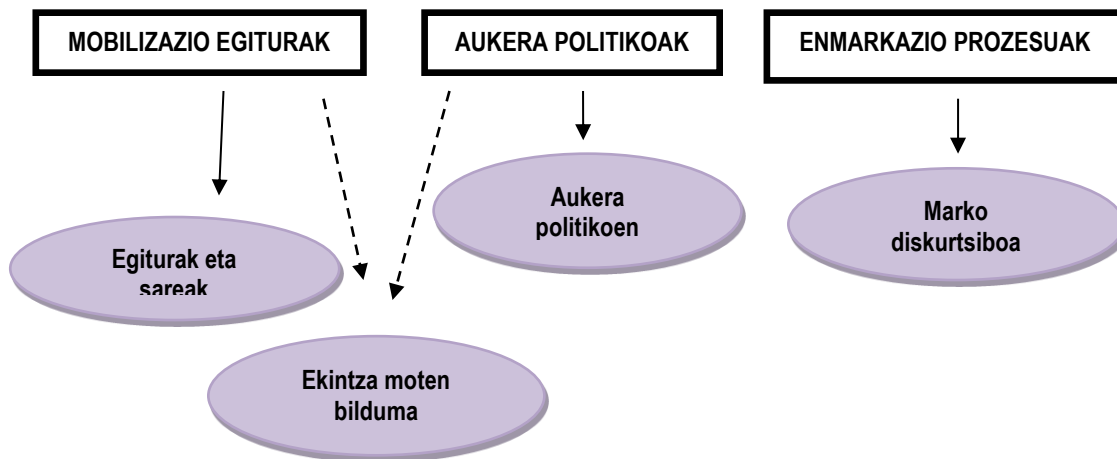 MOBILIZAZIO EGITURAK
AUKERA POLITIKOAK
ENMARKAZIO PROZESUAK
Aukera
politikoen
Marko
diskurtsiboa
Egiturak eta
sareak
Ekintza moten
bilduma